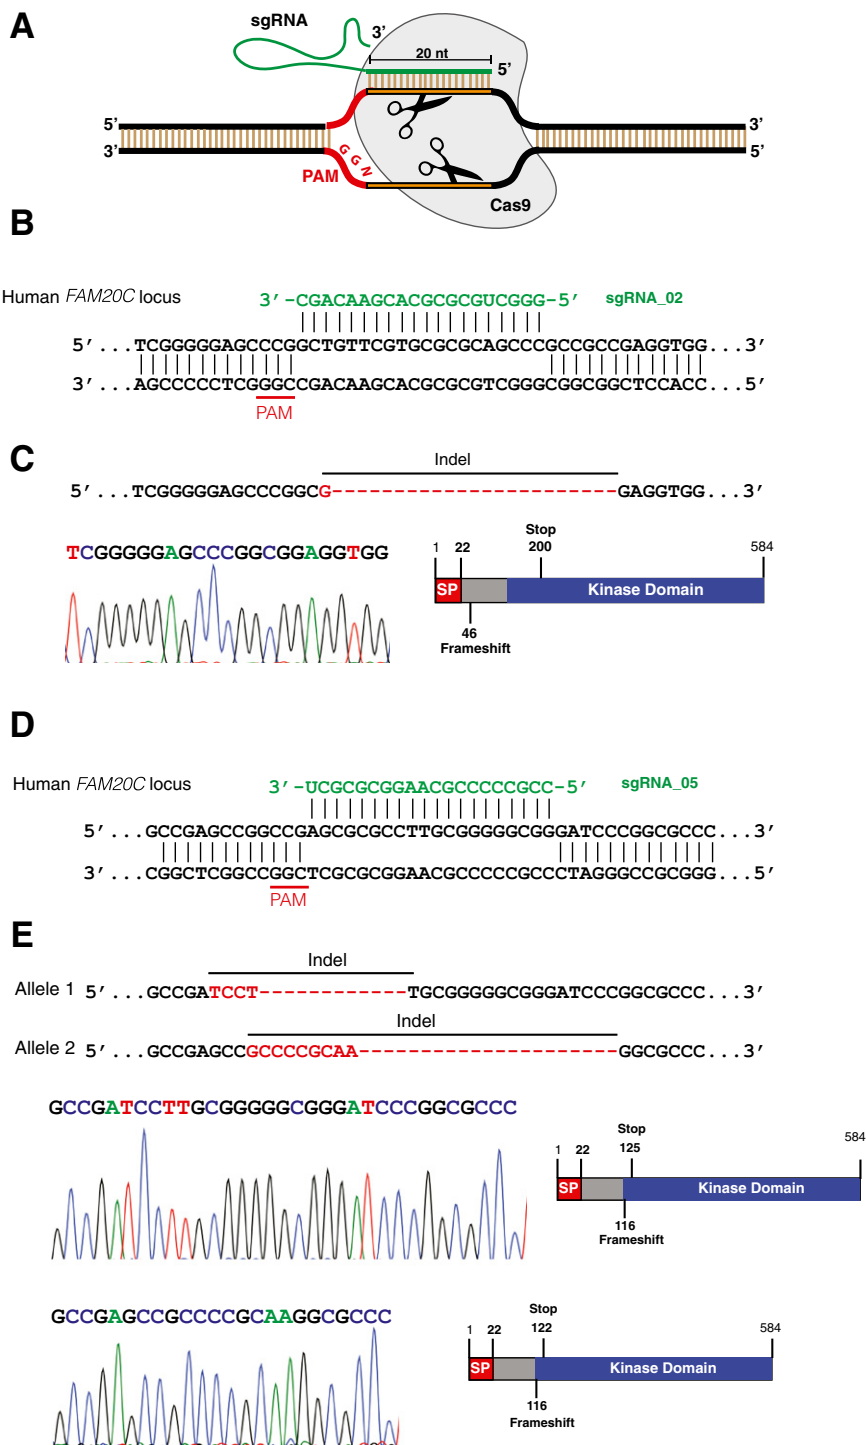 A
sgRNA
3’
20 nt
5’
5’
3’
3’
5’
G G N
PAM
Cas9
B
Human FAM20C locus
3’-CGACAAGCACGCGCGUCGGG-5’ sgRNA_02
5’...TCGGGGGAGCCCGGCTGTTCGTGCGCGCAGCCCGCCGCCGAGGTGG...3’
3’...AGCCCCCTCGGGCCGACAAGCACGCGCGTCGGGCGGCGGCTCCACC...5’
PAM
C
Indel
5’...TCGGGGGAGCCCGGCG------------------------GAGGTGG...3’
TCGGGGGAGCCCGGCGGAGGTGG
Stop
1 22 200 584
SP Kinase Domain
46
Frameshift
D
Human FAM20C locus
3’-UCGCGCGGAACGCCCCCGCC-5’ sgRNA_05
5’...GCCGAGCCGGCCGAGCGCGCCTTGCGGGGGCGGGATCCCGGCGCCC...3’
3’...CGGCTCGGCCGGCTCGCGCGGAACGCCCCCGCCCTAGGGCCGCGGG...5’
PAM
E
Indel
Allele 1 5’...GCCGATCCT------------TGCGGGGGCGGGATCCCGGCGCCC...3’
Indel
Allele 2 5’...GCCGAGCCGCCCCGCAA---------------------GGCGCCC...3’
GCCGATCCTTGCGGGGGCGGGATCCCGGCGCCC
Stop
1 22 125 584
SP Kinase Domain
116
Frameshift
GCCGAGCCGCCCCGCAAGGCGCCC
Stop
1 22 122 584
SP Kinase Domain
116
Frameshift